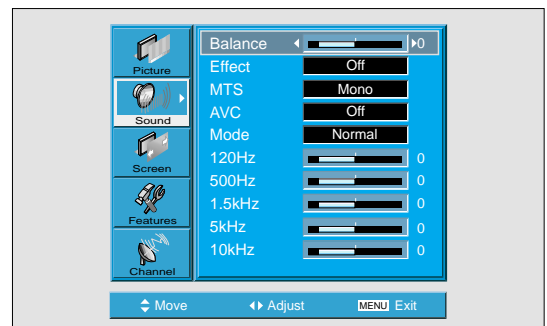 Picture
Sound
Screen
Features
Channel
Balance 0
Effect Off
MTS Mono
AVC Off
Mode Normal
120Hz 0
500Hz 0
1.5kHz 0
5kHz 0
10kHz 0
Move Adjust MENU Exit